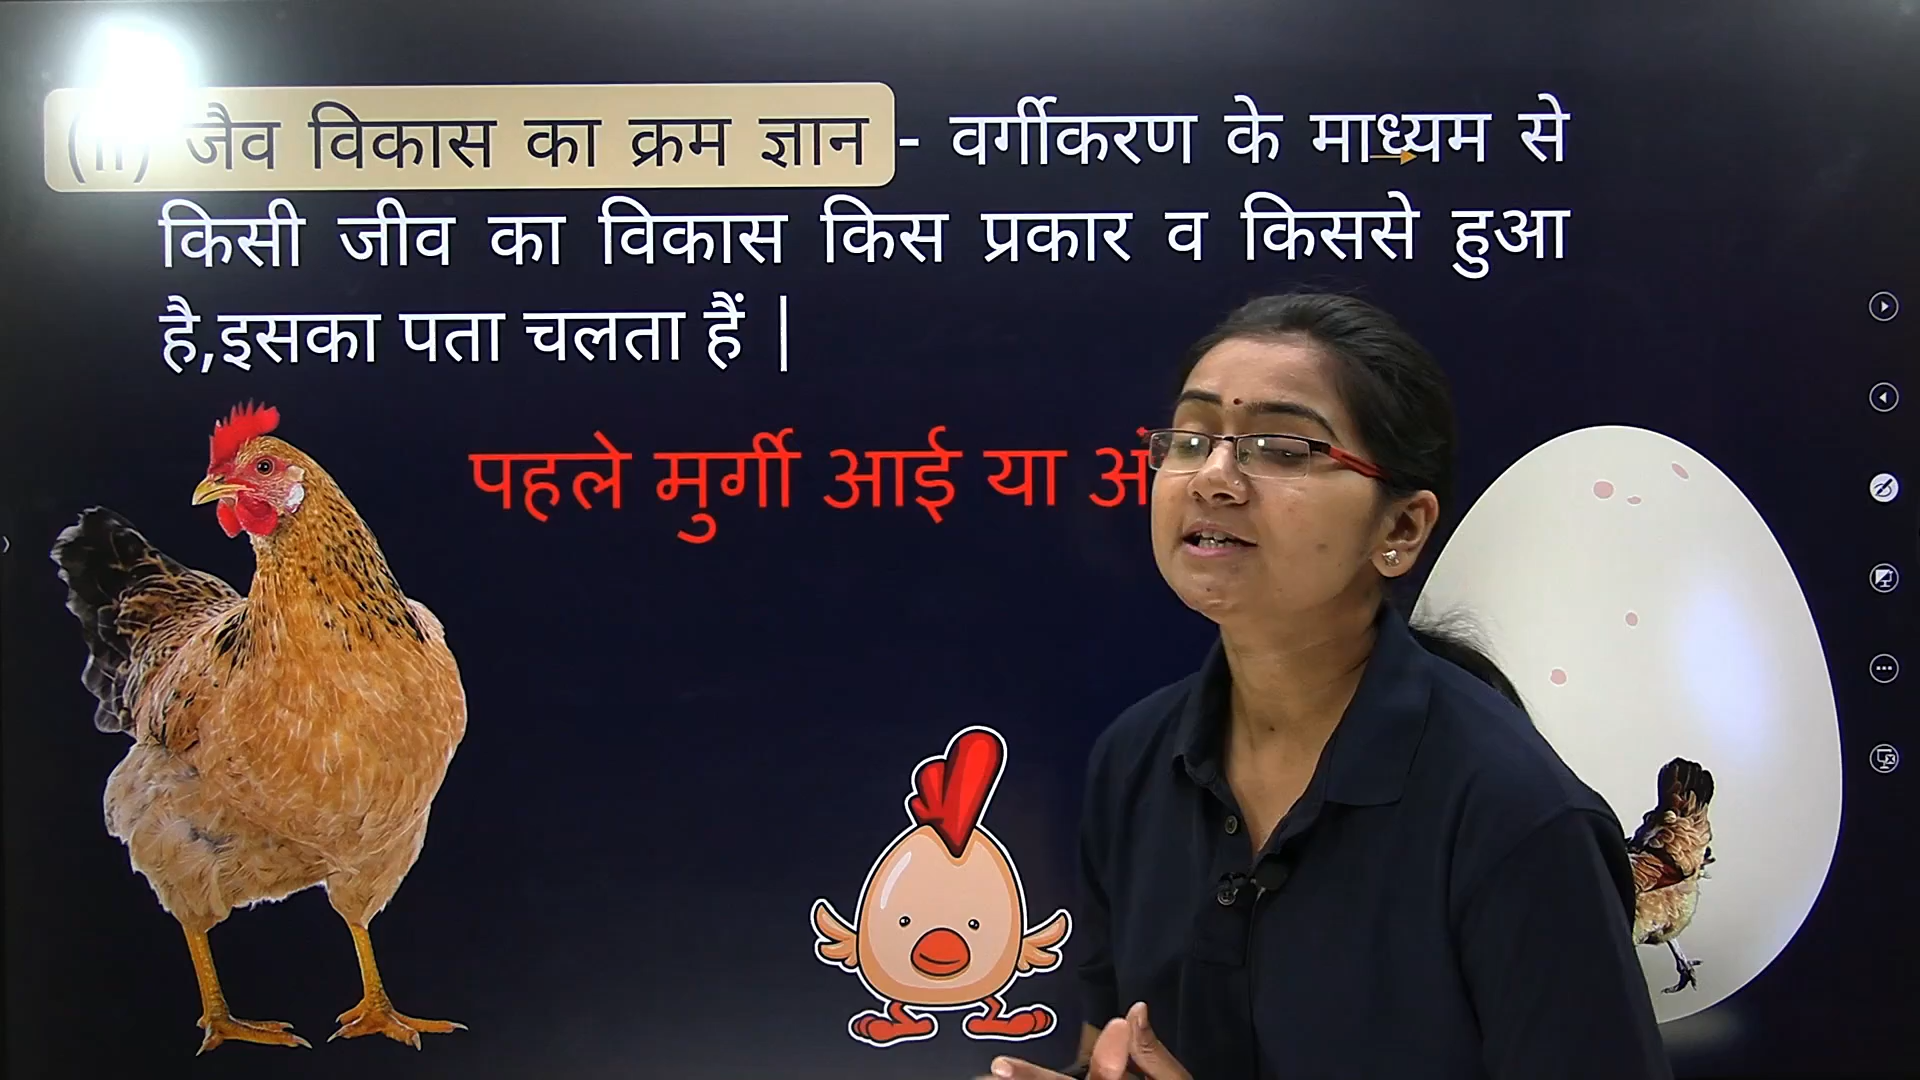 (ii) जैव विकास का क्रम ज्ञान - वर्गीकरण के माध्यम से
किसी जीव का विकास किस प्रकार व किससे हुआ
है,इसका पता चलता हैं |
पहले मुर्गी आई या